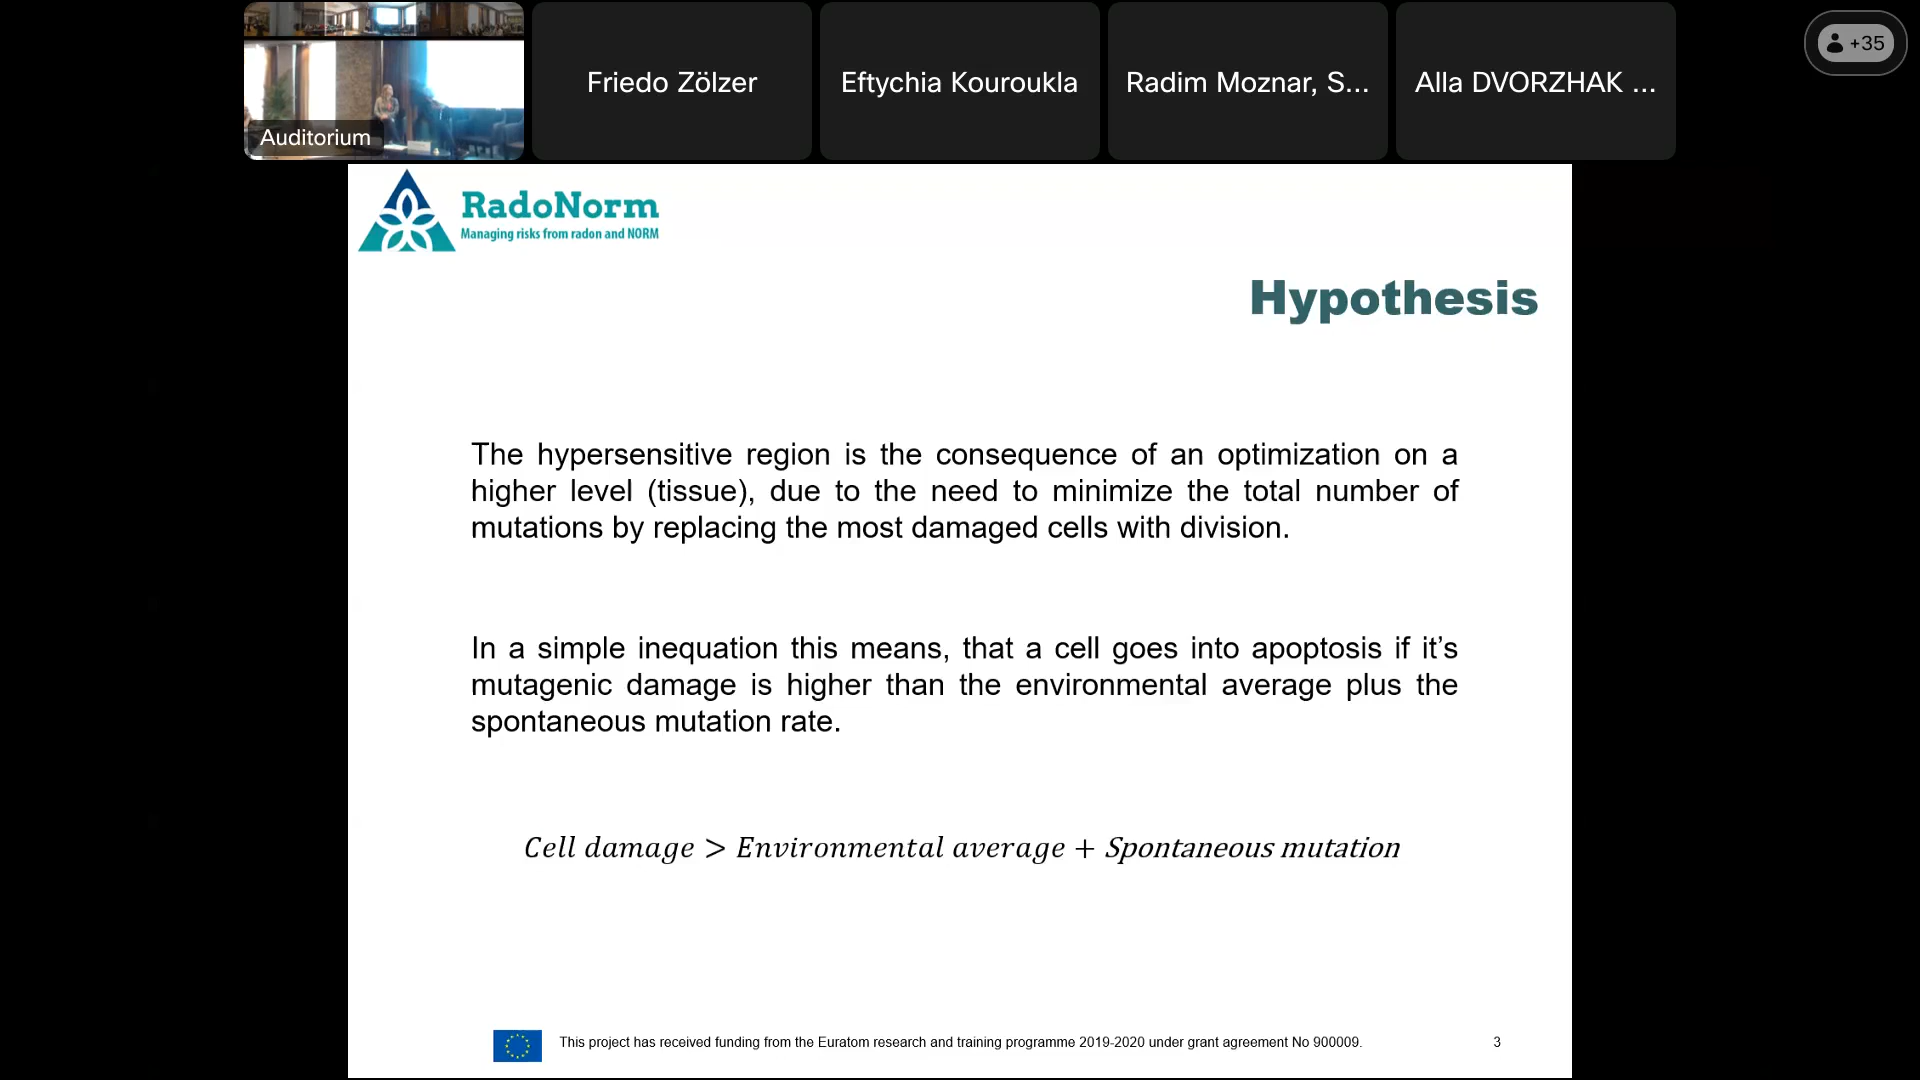 Auditorium
Friedo Zölzer
Eftychia Kouroukla
Radim Moznar, S...
Alla DVORZHAK ...
+35
RadoNorm
Managing risks from radon and NORM
Hypothesis
The hypersensitive region is the consequence of an optimization on a
higher level (tissue), due to the need to minimize the total number of
mutations by replacing the most damaged cells with division.
In a simple inequation this means, that a cell goes into apoptosis if it’s
mutagenic damage is higher than the environmental average plus the
spontaneous mutation rate.
Cell damage > Environmental average + Spontaneous mutation
This project has received funding from the Euratom research and training programme 2019-2020 under grant agreement No 900009.
3